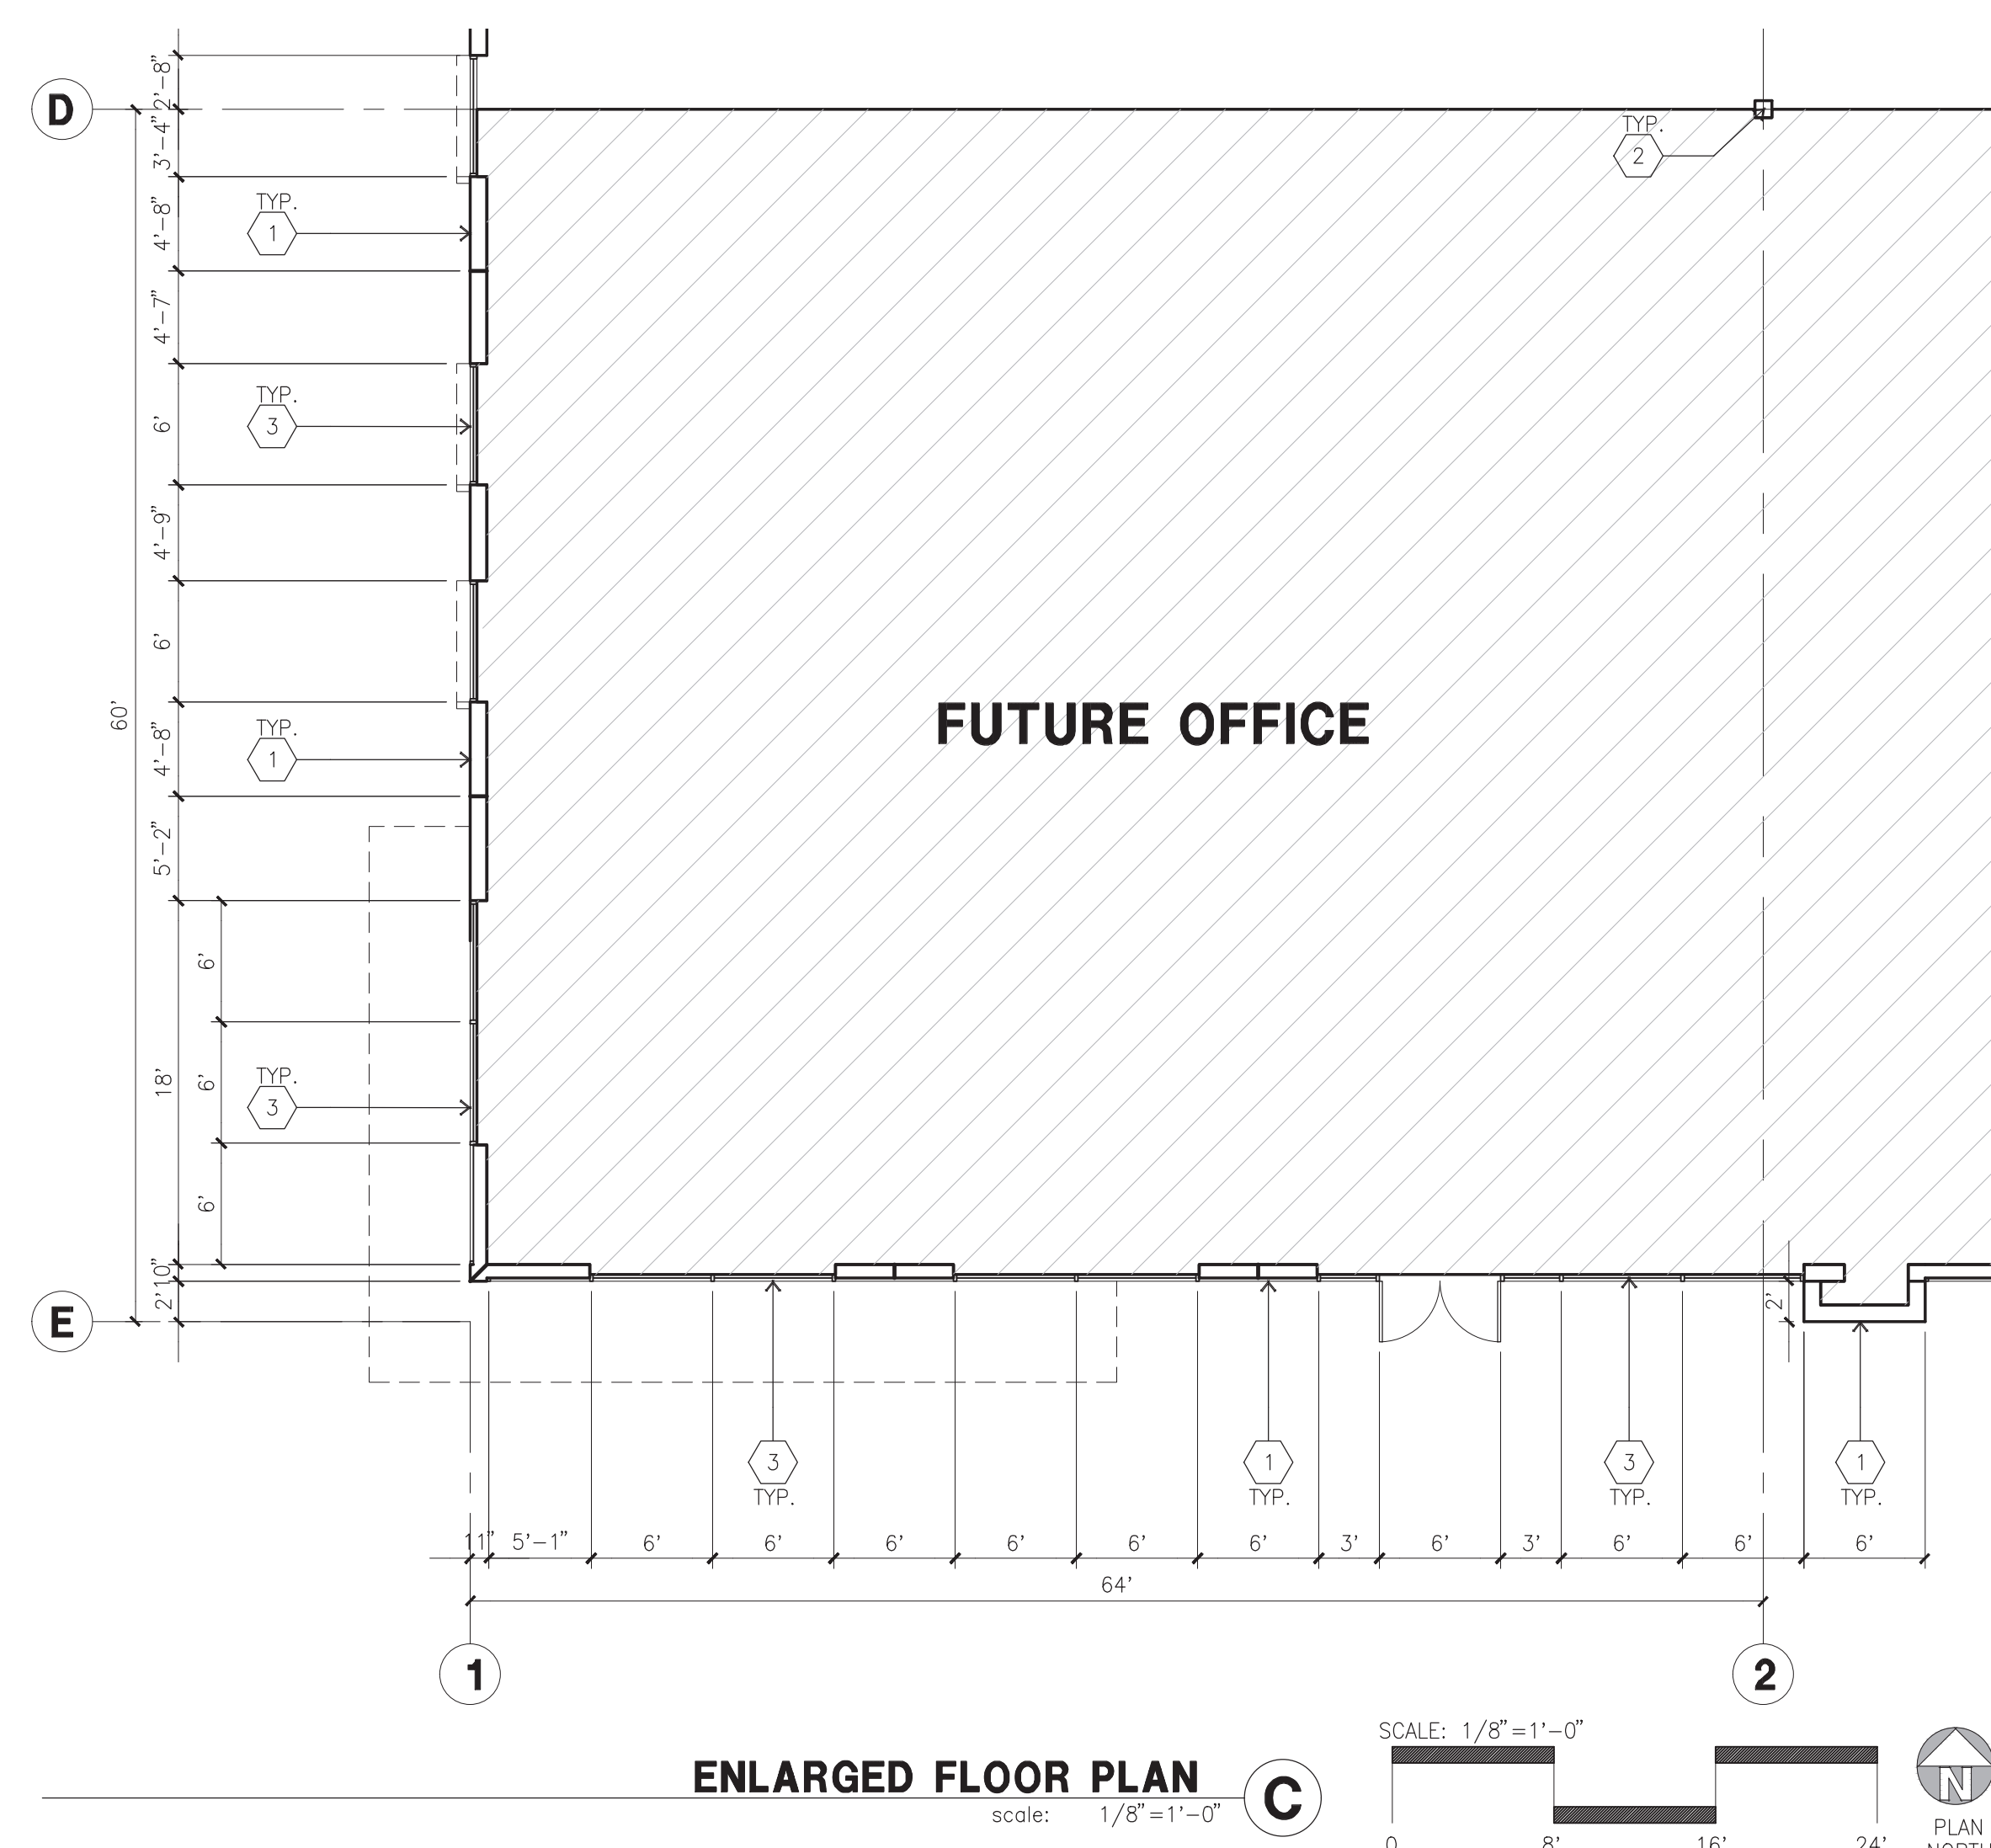 2'-8"
D
3'-4"
TYP.
2
4'-8"
TYP.
1
4'-7"
6'
TYP.
3
4'-9"
6'
60'
FUTURE OFFICE
4'-8"
TYP.
1
5'-2"
6'
18'
6'
TYP.
3
6'
10"
2'
E
2'
3
TYP.
1
TYP.
3
TYP.
1
TYP.
11" 5'-1" 6' 6' 6' 6' 6' 6' 3' 6' 3' 6' 6' 6'
64'
1
2
SCALE: 1/8"=1'-0"
ENLARGED FLOOR PLAN
C
scale: 1/8"=1'-0"
0 8' 16' 24'
N
PLAN
NORTH